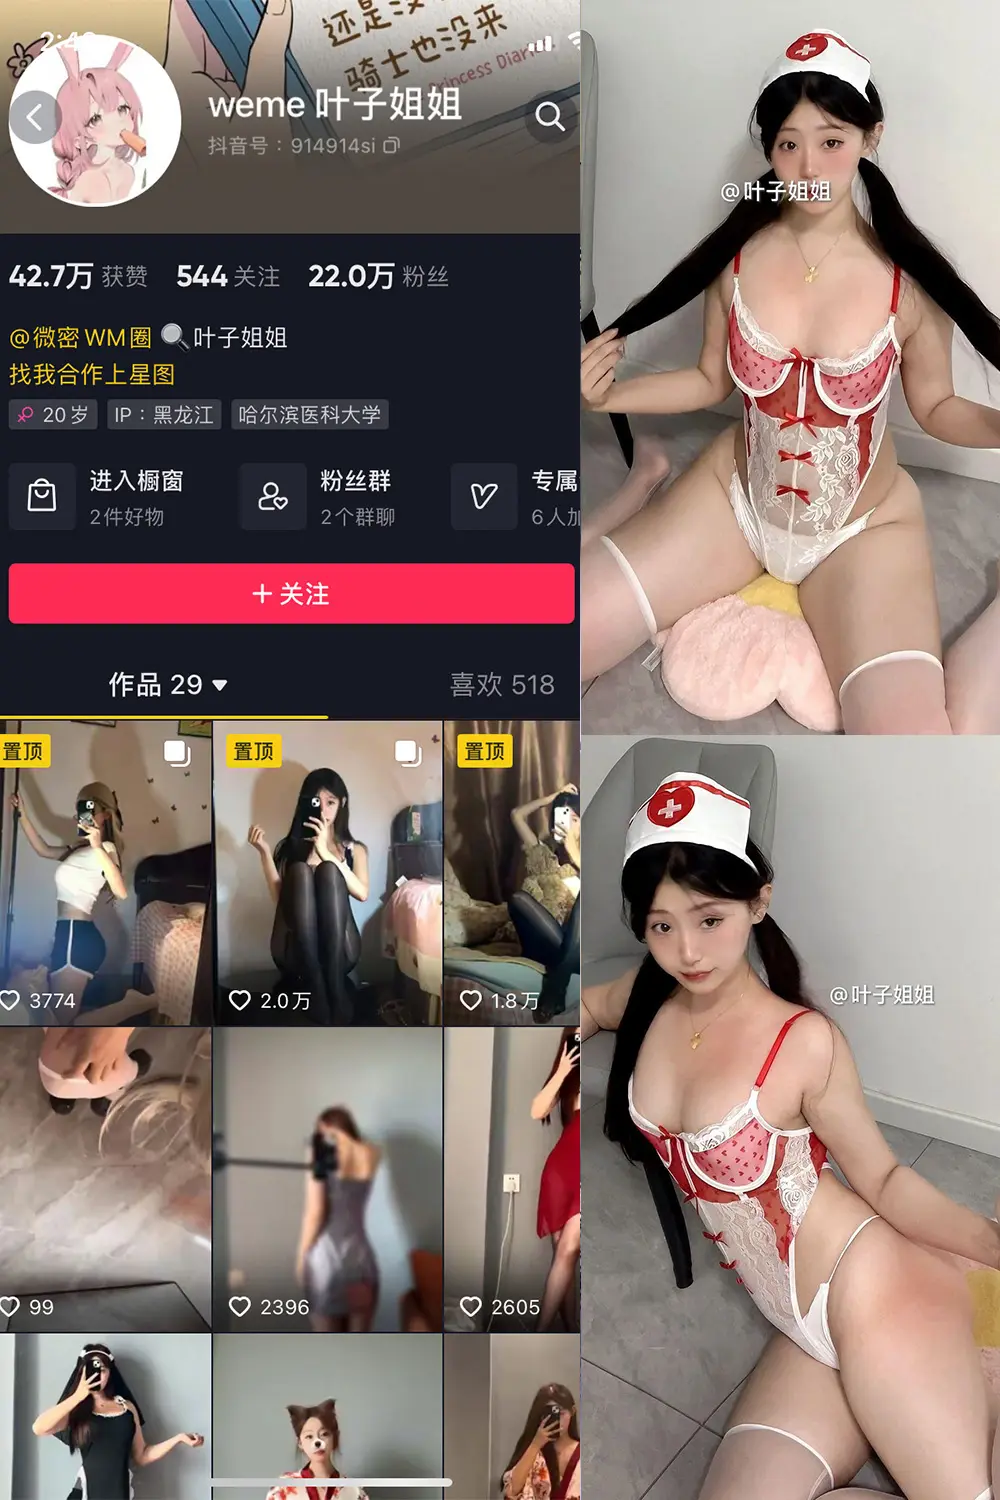 还是没
骑士也没来
Princess Diar
2:4
weme 叶子姐姐
抖音号：914914si
42.7万 获赞 544 关注 22.0万 粉丝
@微密WM圈 🔍叶子姐姐
找我合作上星图
20岁 IP：黑龙江 哈尔滨医科大学
进入橱窗
2件好物
粉丝群
2个群聊
专属
6人加
+ 关注
作品 29 喜欢 518
置顶 置顶 置顶
3774 2.0万 1.8万
99 2396 2605
@叶子姐姐
@叶子姐姐